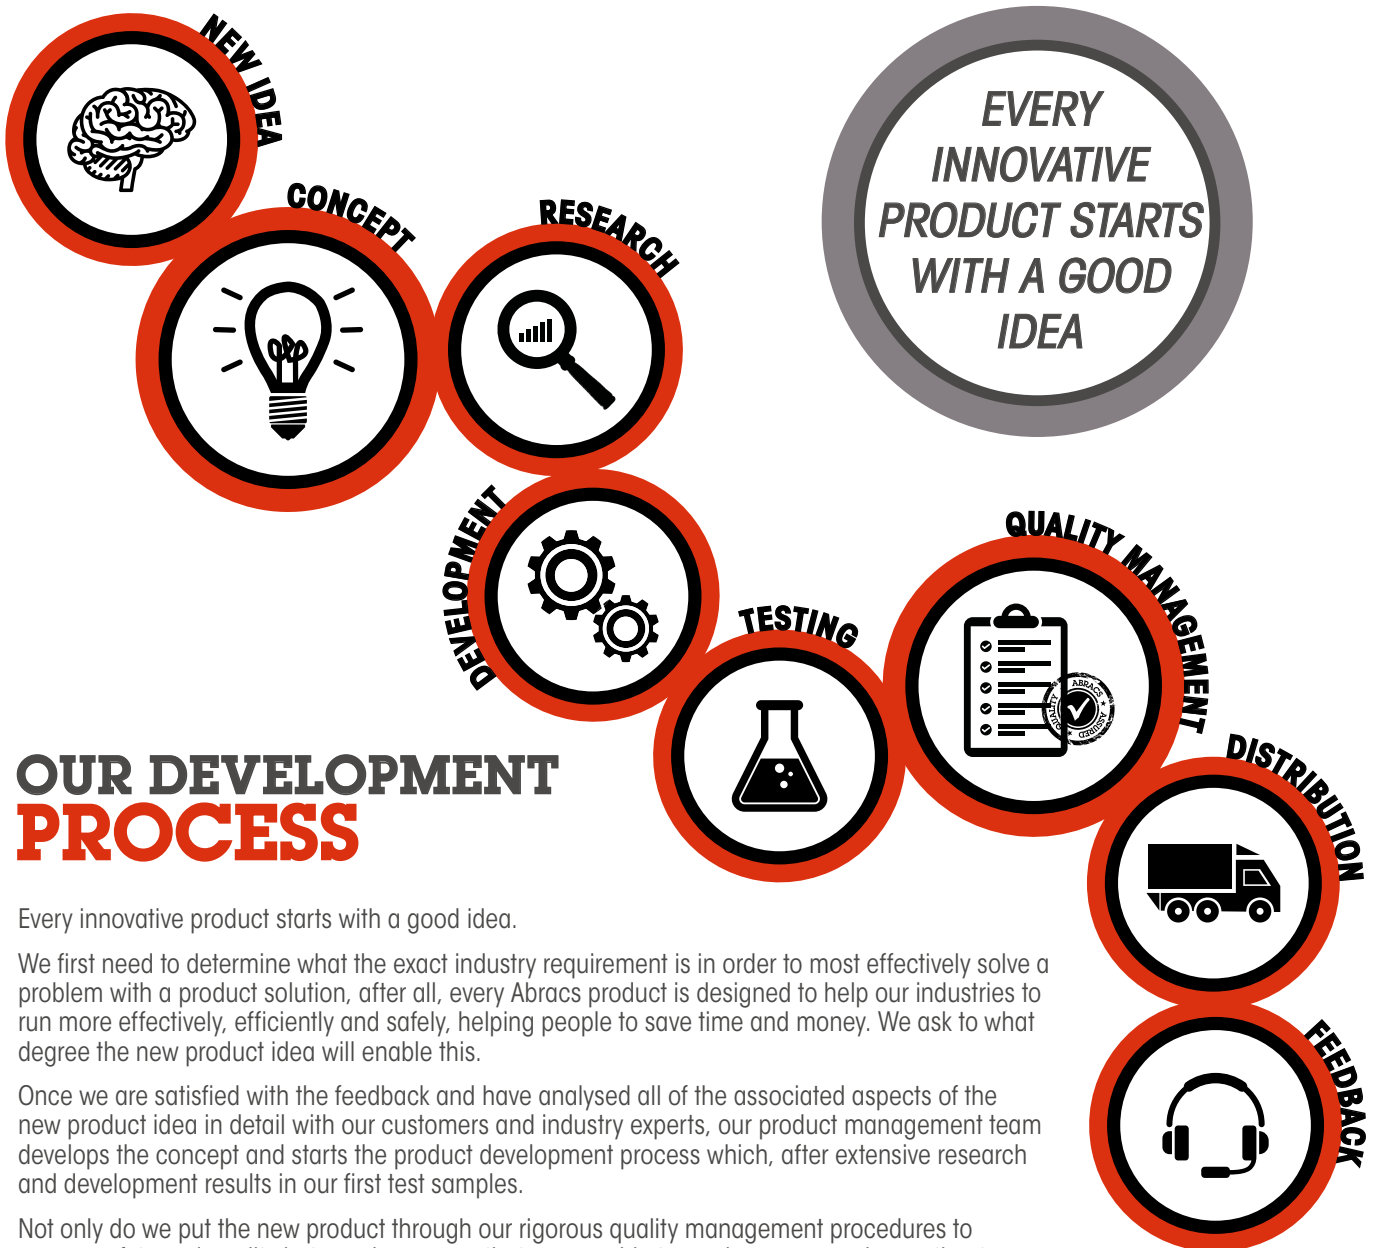 NEW IDEA
CONCEPT
RESEARCH
EVERY
INNOVATIVE
PRODUCT STARTS
WITH A GOOD
IDEA
DEVELOPMENT
TESTING
QUALITY MANAGEMENT
ABRACS
ASSURED
QUALITY
DISTRIBUTION
FEEDBACK
OUR DEVELOPMENT
PROCESS
Every innovative product starts with a good idea.
We first need to determine what the exact industry requirement is in order to most effectively solve a
problem with a product solution, after all, every Abracs product is designed to help our industries to
run more effectively, efficiently and safely, helping people to save time and money. We ask to what
degree the new product idea will enable this.
Once we are satisfied with the feedback and have analysed all of the associated aspects of the
new product idea in detail with our customers and industry experts, our product management team
develops the concept and starts the product development process which, after extensive research
and development results in our first test samples.
Not only do we put the new product through our rigorous quality management procedures to